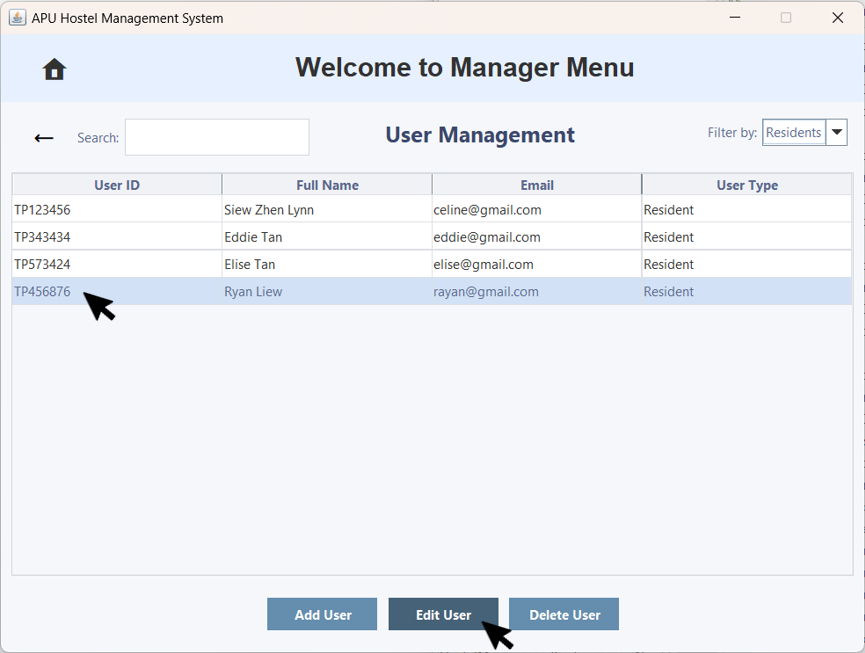 APU Hostel Management System
Welcome to Manager Menu
Search:
User Management
Filter by: Residents
User ID Full Name Email User Type
TP123456 Siew Zhen Lynn celine@gmail.com Resident
TP343434 Eddie Tan eddie@gmail.com Resident
TP573424 Elise Tan elise@gmail.com Resident
TP456876 Ryan Liew rayan@gmail.com Resident
Add User Edit User Delete User